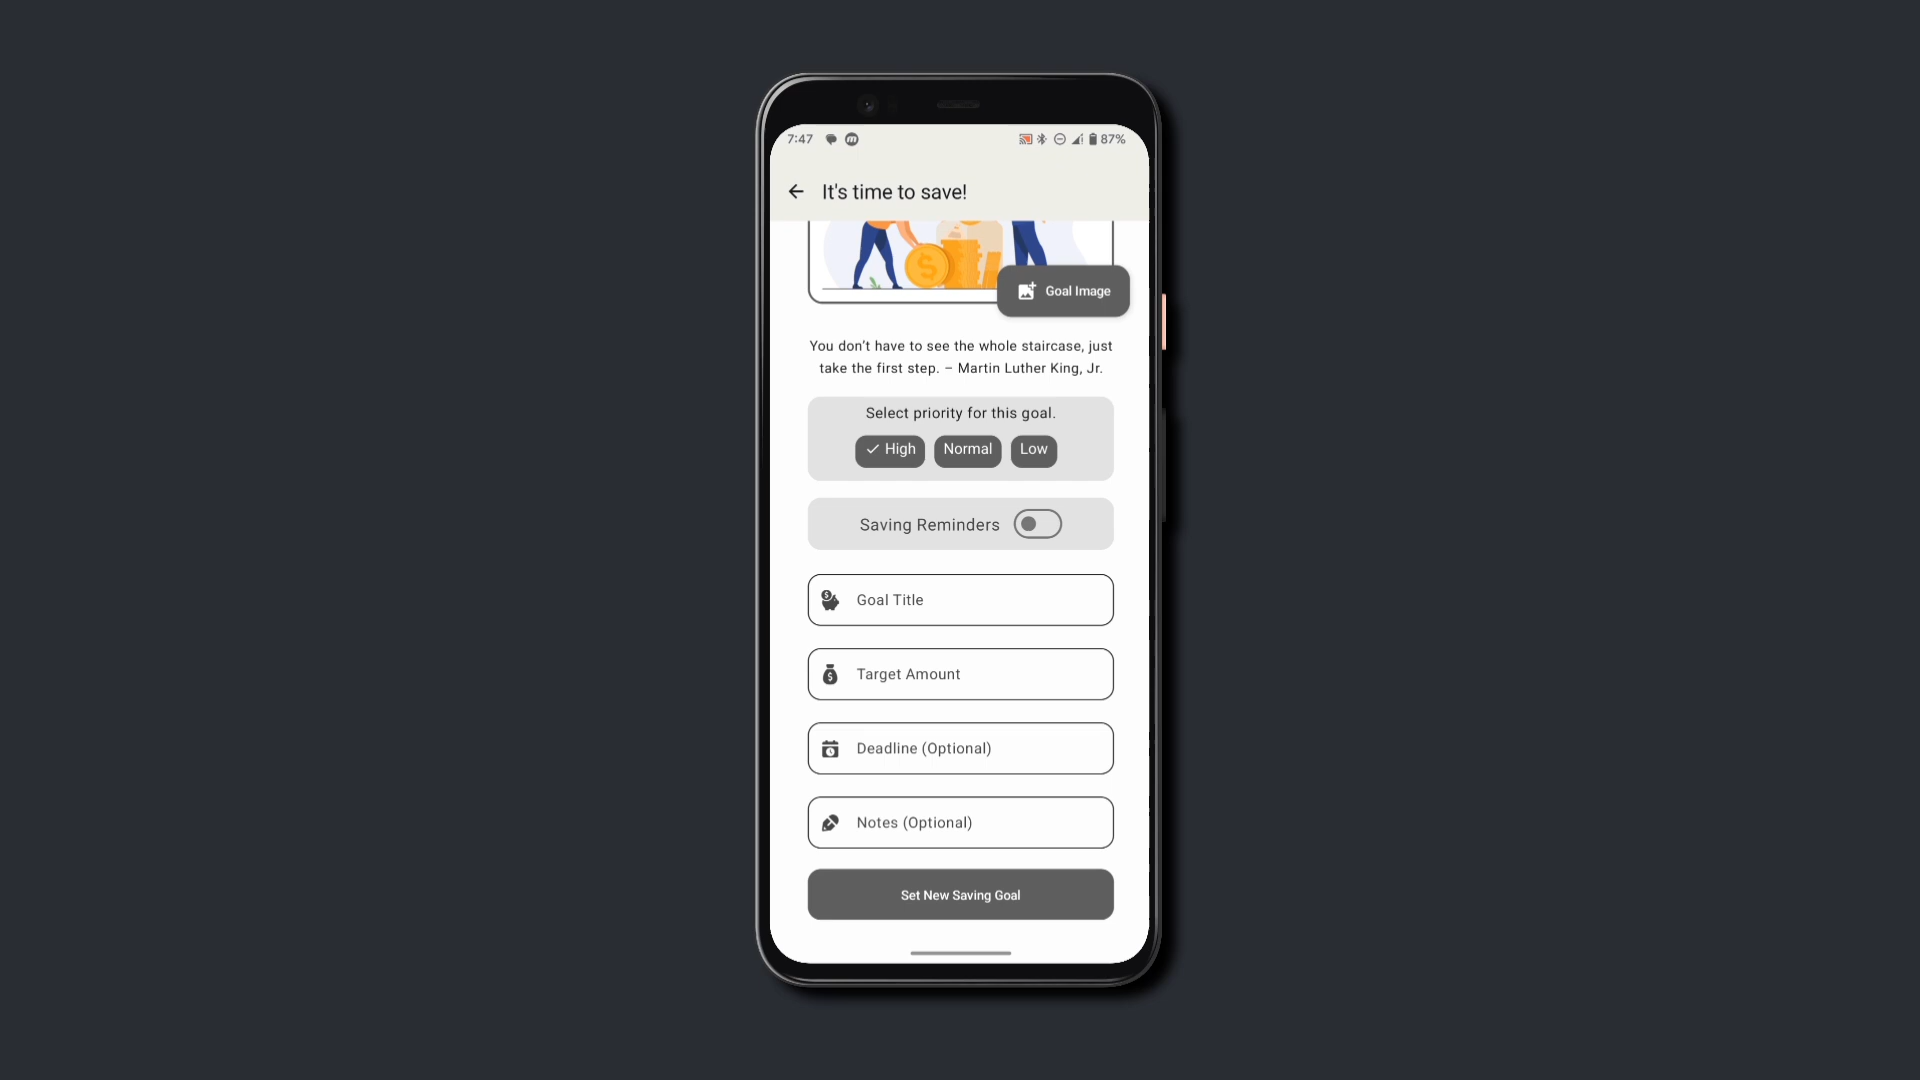 7:47
87%
It's time to save!
Goal Image
You don’t have to see the whole staircase, just
take the first step. – Martin Luther King, Jr.
Select priority for this goal.
High Normal Low
Saving Reminders
Goal Title
Target Amount
Deadline (Optional)
Notes (Optional)
Set New Saving Goal